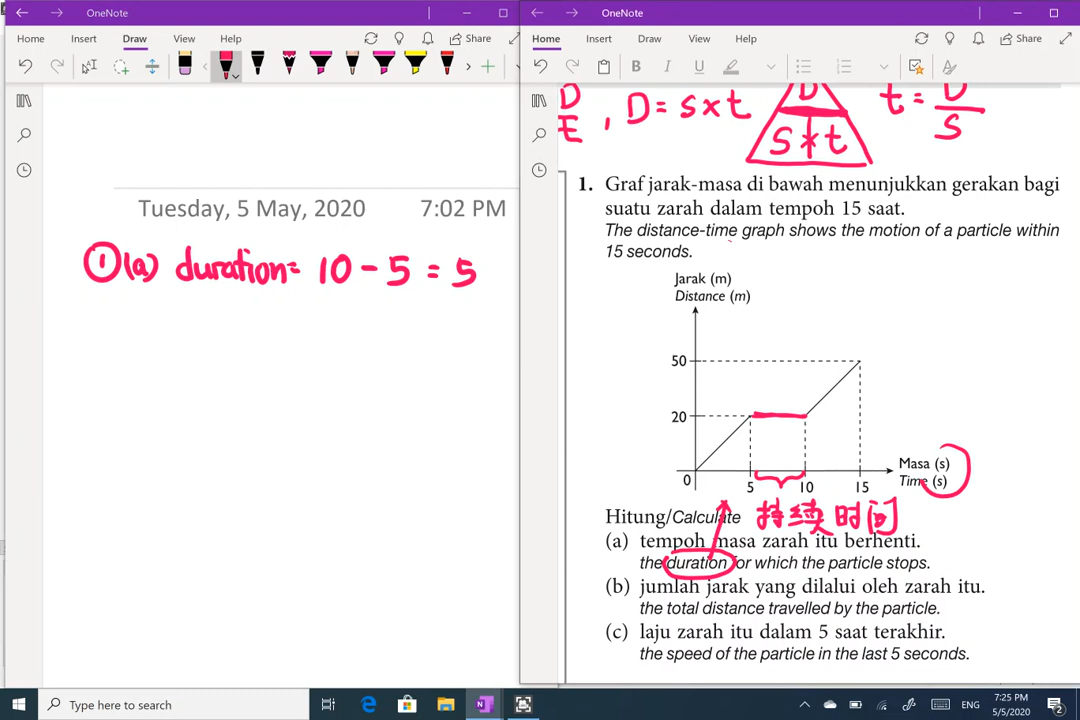 OneNote
Home Insert Draw View Help Share
Tuesday, 5 May, 2020 7:02 PM
①(a) duration= 10 - 5 = 5
OneNote
Home Insert Draw View Help Share
D = s x t
D
s * t
t = D
s
1. Graf jarak-masa di bawah menunjukkan gerakan bagi
suatu zarah dalam tempoh 15 saat.
The distance-time graph shows the motion of a particle within
15 seconds.
Jarak (m)
Distance (m)
50
20
0 5 10 15
Masa (s)
Time (s)
持续时间
Hitung/Calculate
(a) tempoh masa zarah itu berhenti.
the duration for which the particle stops.
(b) jumlah jarak yang dilalui oleh zarah itu.
the total distance travelled by the particle.
(c) laju zarah itu dalam 5 saat terakhir.
the speed of the particle in the last 5 seconds.
Type here to search
ENG
7:25 PM
5/5/2020
2